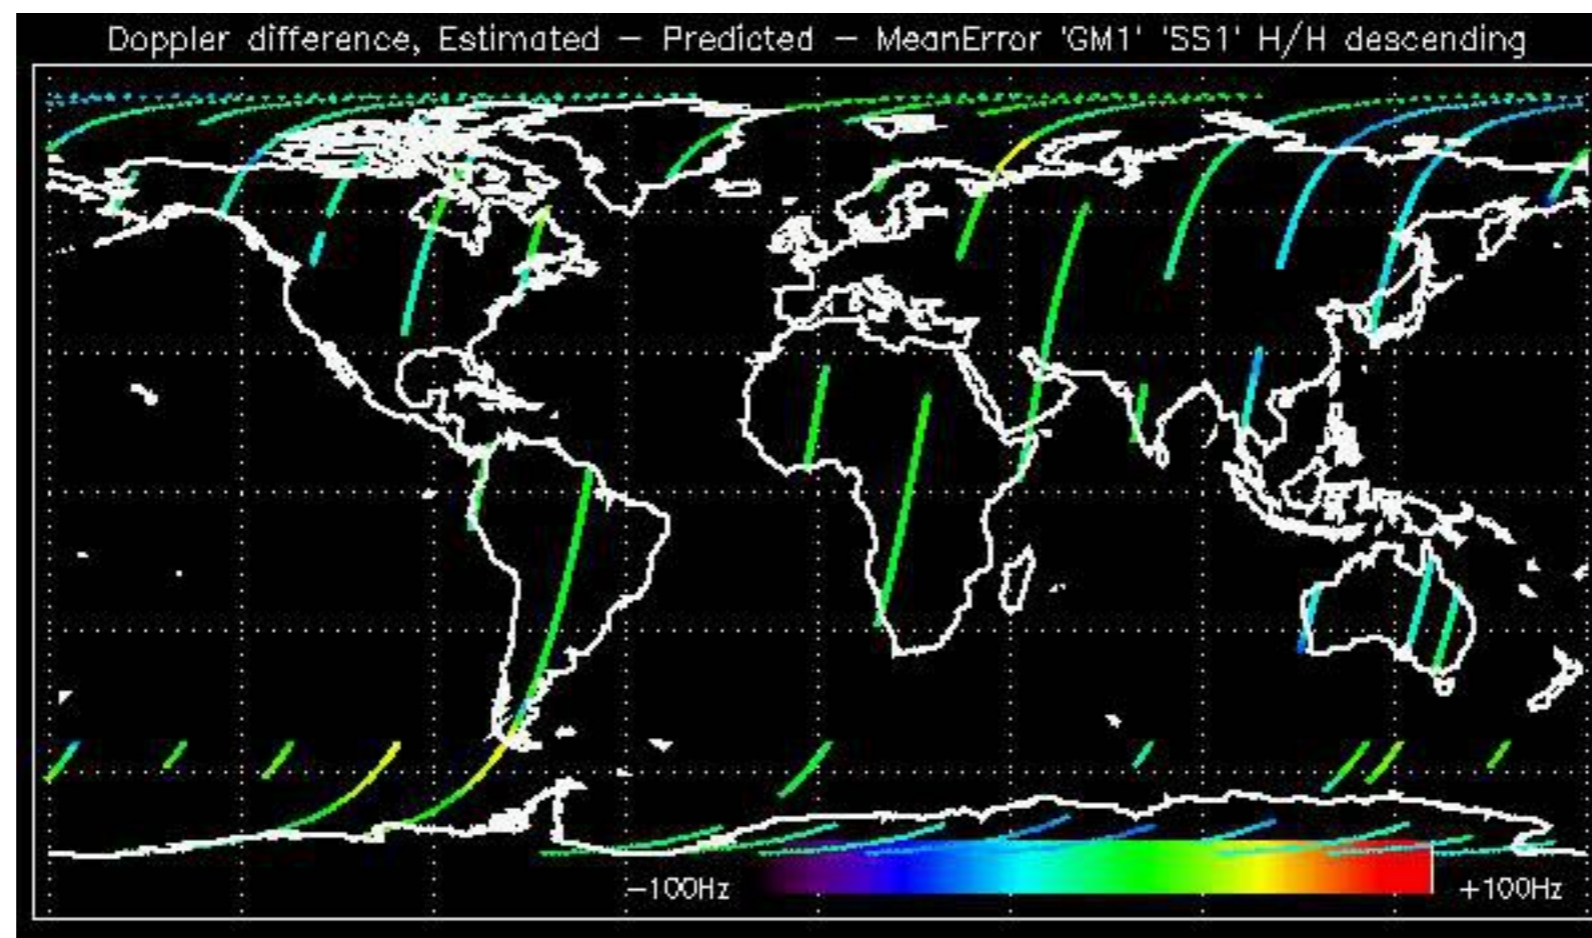 Doppler difference, Estimated – Predicted – MeanError 'GM1' 'SS1' H/H descending
−100Hz
+100Hz